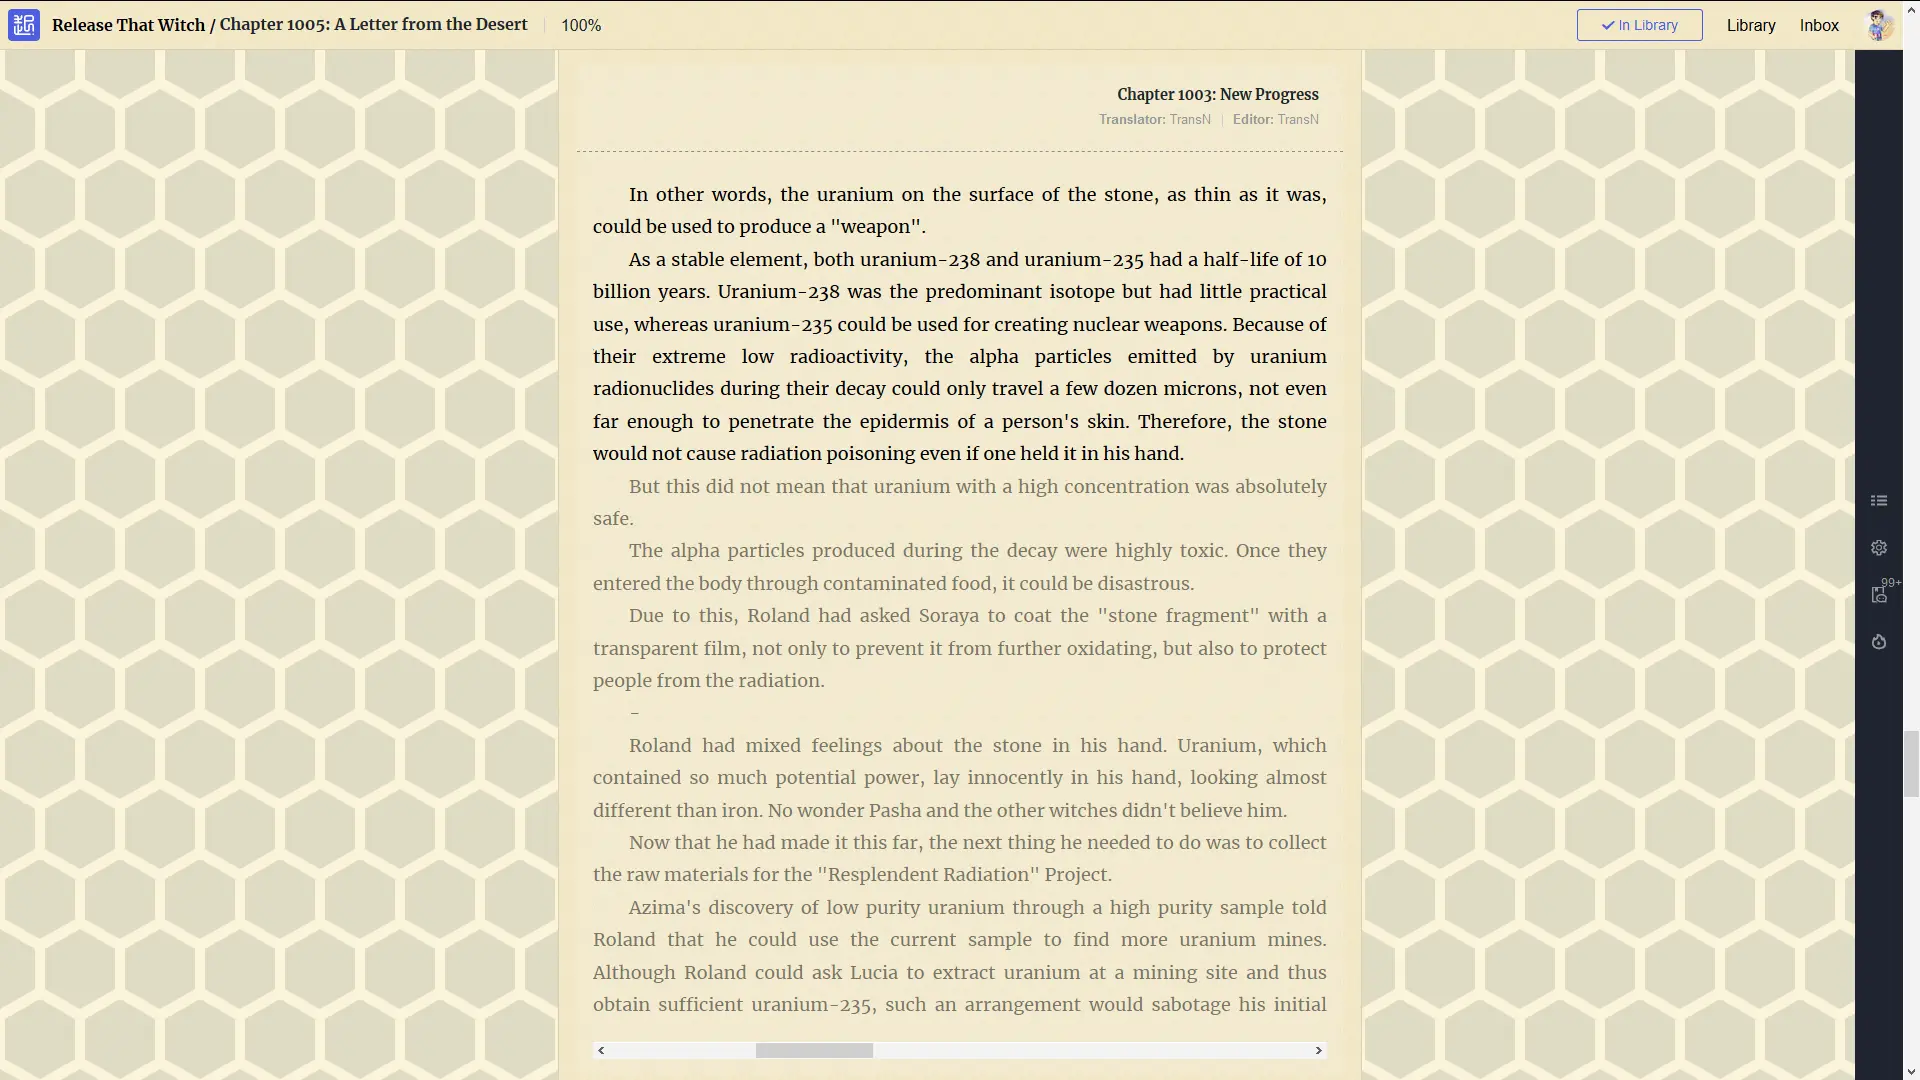 Release That Witch / Chapter 1005: A Letter from the Desert
100%
In Library
Library
Inbox
Chapter 1003: New Progress
Translator: TransN | Editor: TransN
In other words, the uranium on the surface of the stone, as thin as it was,
could be used to produce a "weapon".
As a stable element, both uranium-238 and uranium-235 had a half-life of 10
billion years. Uranium-238 was the predominant isotope but had little practical
use, whereas uranium-235 could be used for creating nuclear weapons. Because of
their extreme low radioactivity, the alpha particles emitted by uranium
radionuclides during their decay could only travel a few dozen microns, not even
far enough to penetrate the epidermis of a person's skin. Therefore, the stone
would not cause radiation poisoning even if one held it in his hand.
But this did not mean that uranium with a high concentration was absolutely
safe.
The alpha particles produced during the decay were highly toxic. Once they
entered the body through contaminated food, it could be disastrous.
Due to this, Roland had asked Soraya to coat the "stone fragment" with a
transparent film, not only to prevent it from further oxidating, but also to protect
people from the radiation.
-
Roland had mixed feelings about the stone in his hand. Uranium, which
contained so much potential power, lay innocently in his hand, looking almost
different than iron. No wonder Pasha and the other witches didn't believe him.
Now that he had made it this far, the next thing he needed to do was to collect
the raw materials for the "Resplendent Radiation" Project.
Azima's discovery of low purity uranium through a high purity sample told
Roland that he could use the current sample to find more uranium mines.
Although Roland could ask Lucia to extract uranium at a mining site and thus
obtain sufficient uranium-235, such an arrangement would sabotage his initial
99+